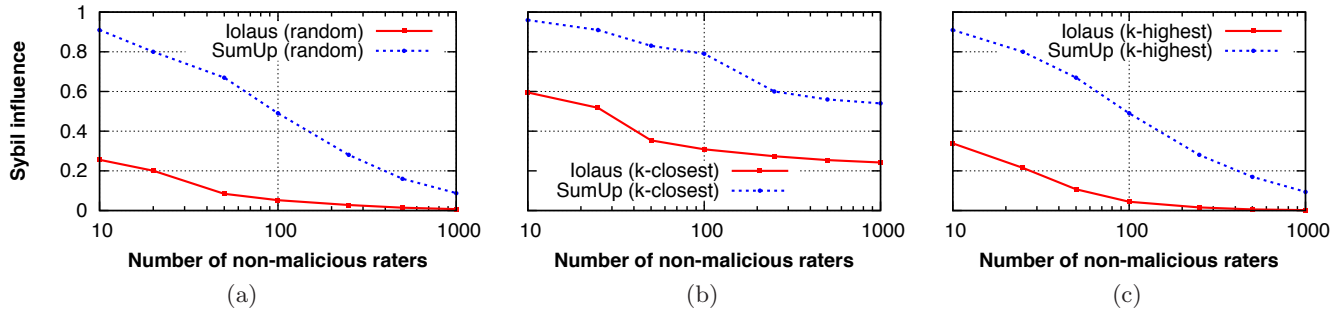 Sybil influence
1
0.8
0.6
0.4
0.2
0
Iolaus (random)
SumUp (random)
10 100 1000
Number of non-malicious raters
(a)
Iolaus (k-closest)
SumUp (k-closest)
10 100 1000
Number of non-malicious raters
(b)
Iolaus (k-highest)
SumUp (k-highest)
10 100 1000
Number of non-malicious raters
(c)